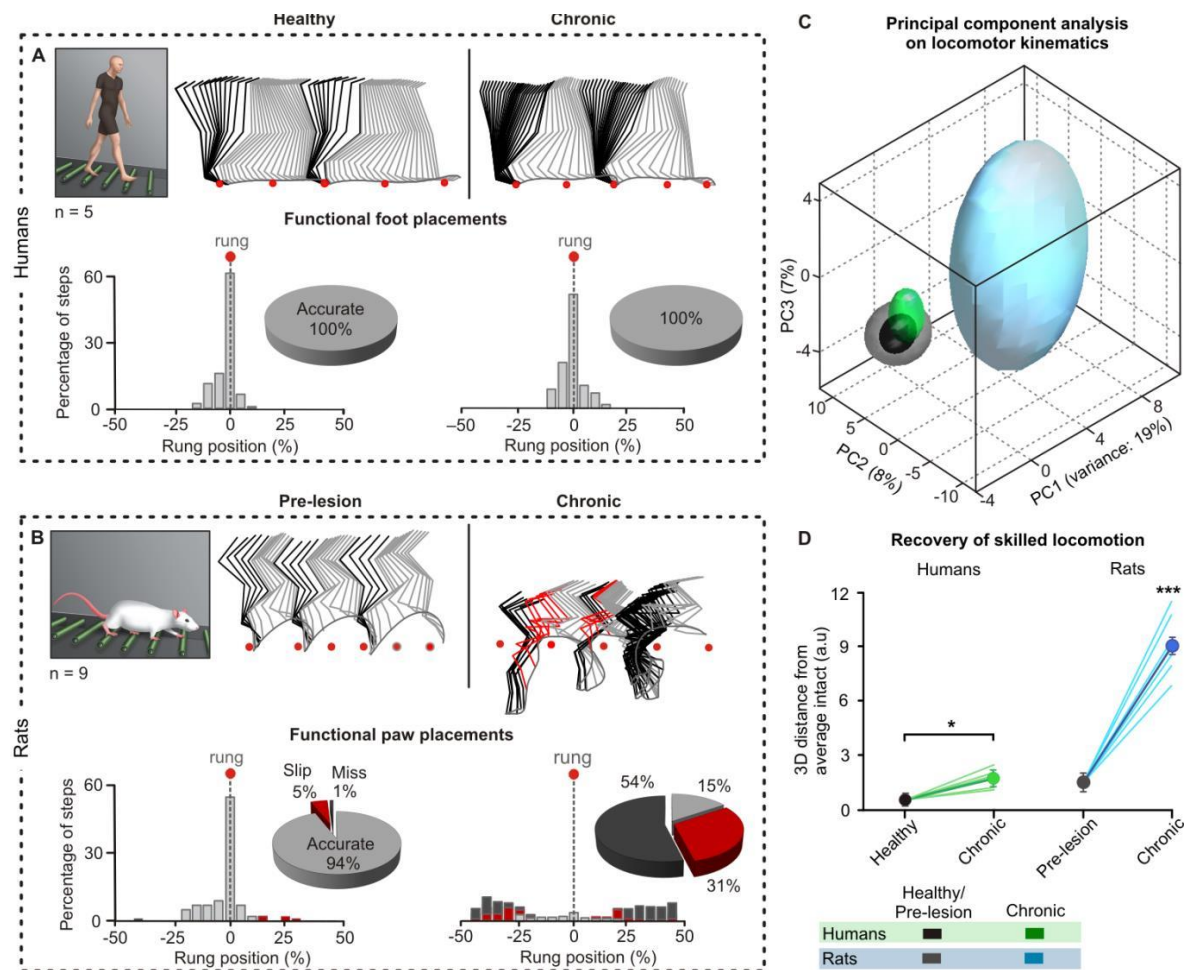 Healthy
Chronic
A
Humans
n = 5
Functional foot placements
rung
rung
Percentage of steps
60
30
0
Accurate
100%
100%
-50
-25
0
25
50
–50
-25
0
25
50
Rung position (%)
Rung position (%)
Pre-lesion
Chronic
B
Rats
n = 9
Functional paw placements
rung
rung
Percentage of steps
60
30
0
Slip
5%
Miss
1%
Accurate
94%
54%
15%
31%
-50
-25
0
25
50
-50
-25
0
25
50
Rung position (%)
Rung position (%)
C
Principal component analysis
on locomotor kinematics
PC3 (7%)
4
0
-4
10
5
0
-5
-10
PC2 (8%)
-4
0
4
8
PC1 (variance: 19%)
D
Recovery of skilled locomotion
Humans
Rats
3D distance from
average intact (a.u)
12
9
6
3
0
*
***
Healthy
Chronic
Pre-lesion
Chronic
Healthy/
Pre-lesion
Chronic
Humans
Rats